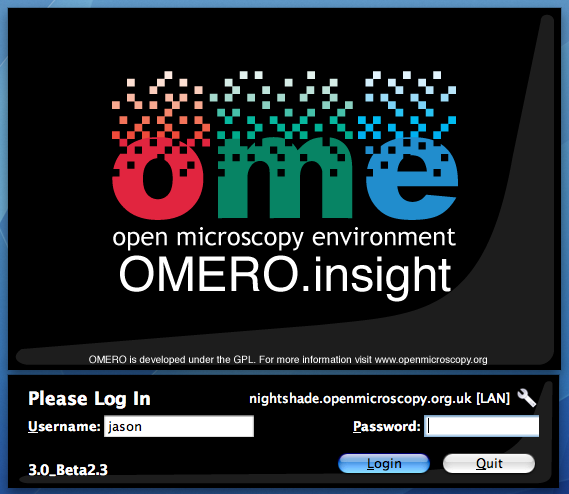 ome
open microscopy environment
OMERO.insight
OMERO is developed under the GPL. For more information visit www.openmicroscopy.org
Please Log In nightshade.openmicroscopy.org.uk [LAN]
Username: jason Password:
3.0_Beta2.3 Login Quit